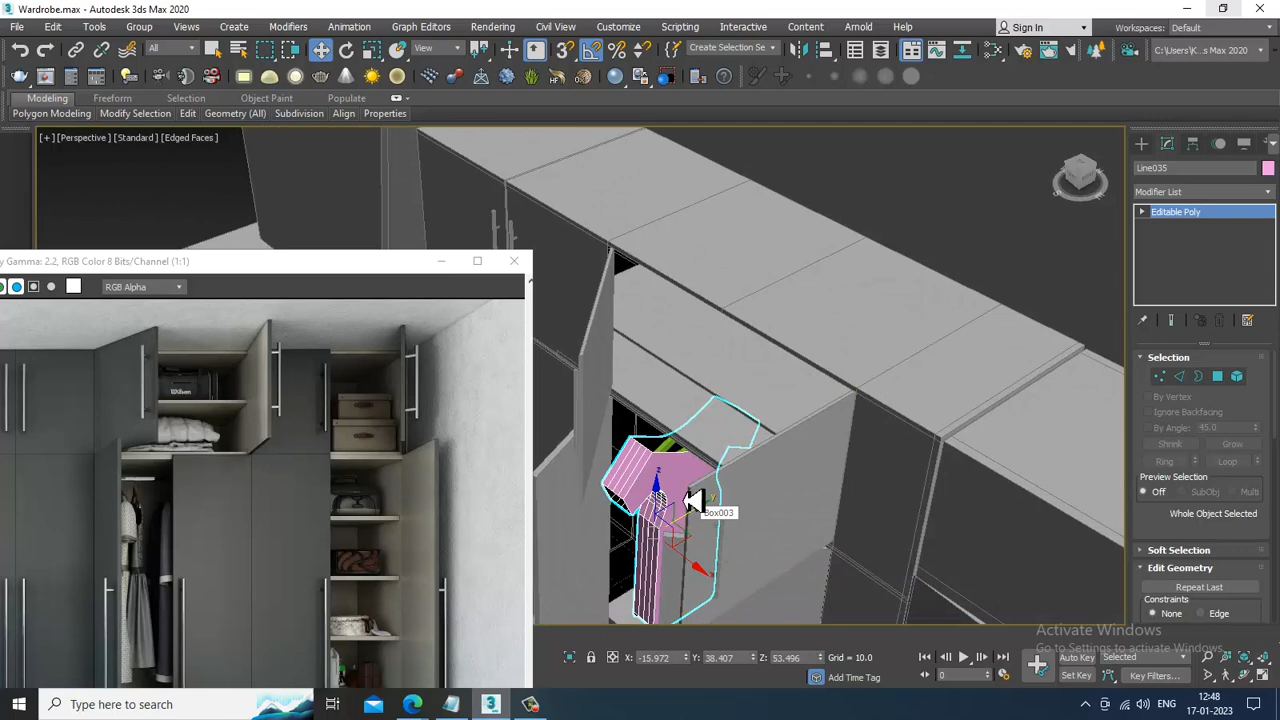 Wardrobe.max - Autodesk 3ds Max 2020
File Edit Tools Group Views Create Modifiers Animation Graph Editors Rendering Civil View Customize Scripting Interactive Content Arnold Help
Sign In
Workspaces: Default
All
View
Create Selection Se
C:\Users\K...s Max 2020
Modeling Freeform Selection Object Paint Populate
Polygon Modeling Modify Selection Edit Geometry (All) Subdivision Align Properties
[+] [Perspective ] [Standard ] [Edged Faces ]
Line035
Modifier List
Editable Poly
y Gamma: 2.2, RGB Color 8 Bits/Channel (1:1)
RGB Alpha
Wilson
Box003
Selection
By Vertex
Ignore Backfacing
By Angle: 45.0
Shrink Grow
Ring Loop
Preview Selection
Off SubObj Multi
Whole Object Selected
Soft Selection
Edit Geometry
Repeat Last
Constraints
None Edge
Activate Windows
Go to Settings to activate Windows.
X: -15.972 Y: 38.407 Z: 53.496 Grid = 10.0
Add Time Tag
0
Auto Key Selected
Set Key Key Filters...
Type here to search
ENG
12:48
17-01-2023